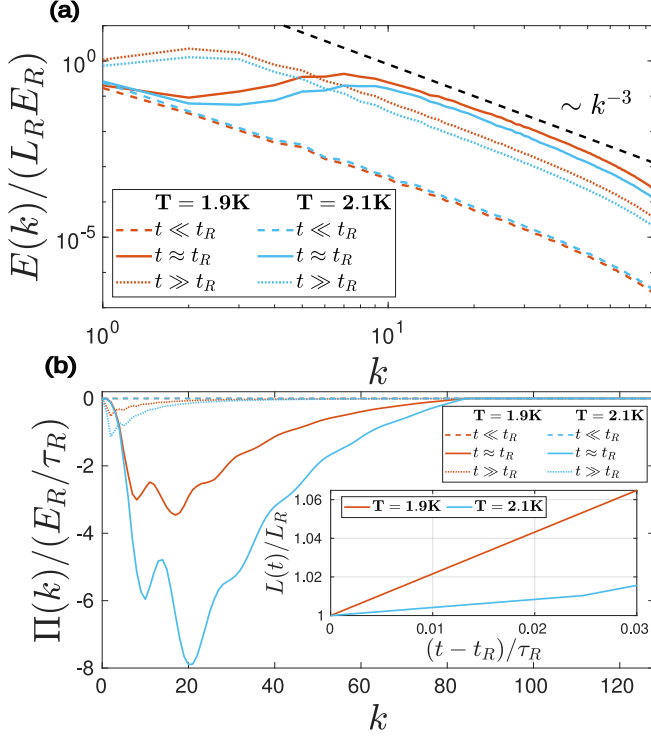 (a)
E(k)/(L_R E_R)
10^0
10^-5
∼ k^−3
T = 1.9K T = 2.1K
t ≪ t_R t ≪ t_R
t ≈ t_R t ≈ t_R
t ≫ t_R t ≫ t_R
10^0 10^1
k
(b)
Π(k)/(E_R/τ_R)
0
-2
-4
-6
-8
T = 1.9K T = 2.1K
t ≪ t_R t ≪ t_R
t ≈ t_R t ≈ t_R
t ≫ t_R t ≫ t_R
L(t)/L_R
1.06
1.04
1.02
1
T = 1.9K T = 2.1K
0 0.01 0.02 0.03
(t − t_R)/τ_R
0 20 40 60 80 100 120
k